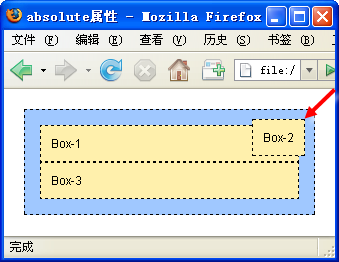 absolute属性 - Mozilla Firefox
文件 (F) 编辑 (E) 查看 (V) 历史 (S) 书签 (B)
file:/
Box-2
Box-1
Box-3
完成